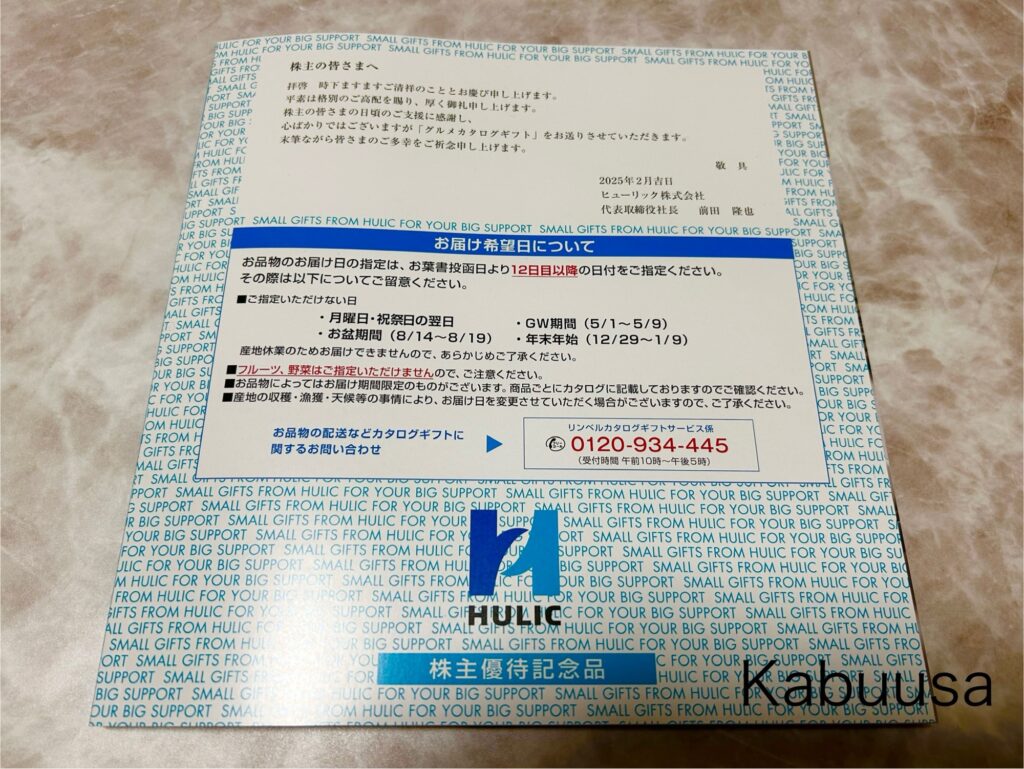 SMALL GIFTS FROM HULIC FOR YOUR BIG SUPPORT
株主の皆さまへ
拝啓 時下ますますご清祥のこととお慶び申し上げます。
平素は格別のご高配を賜り、厚く御礼申し上げます。
株主の皆さまの日頃のご支援に感謝し、
心ばかりではございますが「グルメカタログギフト」をお送りさせていただきます。
末筆ながら皆さまのご多幸をご祈念申し上げます。
敬 具
2025年2月吉日
ヒューリック株式会社
代表取締役社長 前田 隆也
SMALL GIFTS FROM HULIC FOR YOUR BIG SUPPORT
お届け希望日について
お品物のお届け日の指定は、お葉書投函日より12日目以降の日付をご指定ください。
その際は以下についてご留意ください。
■ご指定いただけない日
・月曜日・祝祭日の翌日 ・GW期間(5/1~5/9)
・お盆期間(8/14~8/19) ・年末年始(12/29~1/9)
産地休業のためお届けできませんので、あらかじめご了承ください。
■フルーツ、野菜はご指定いただけませんので、ご注意ください。
■お品物によってはお届け期間限定のものがございます。商品ごとにカタログに記載しておりますのでご確認ください。
■産地の収穫・漁獲・天候等の事情により、お届け日を変更させていただく場合がございますので、ご了承ください。
お品物の配送などカタログギフトに
関するお問い合わせ
▶
リンベルカタログギフトサービス係
0120-934-445
(受付時間 午前10時~午後5時)
SMALL GIFTS FROM HULIC FOR YOUR BIG SUPPORT
HULIC
株主優待記念品
Kabuusa